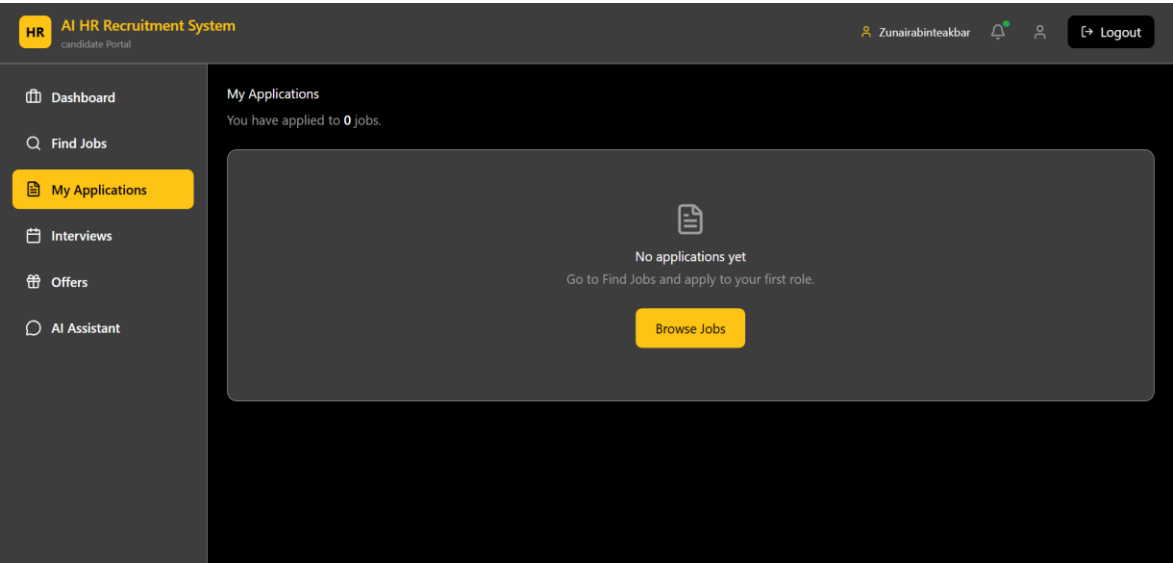 HR
AI HR Recruitment System
candidate Portal
Zunairabinteakbar
Logout
Dashboard
Find Jobs
My Applications
Interviews
Offers
AI Assistant
My Applications
You have applied to 0 jobs.
No applications yet
Go to Find Jobs and apply to your first role.
Browse Jobs